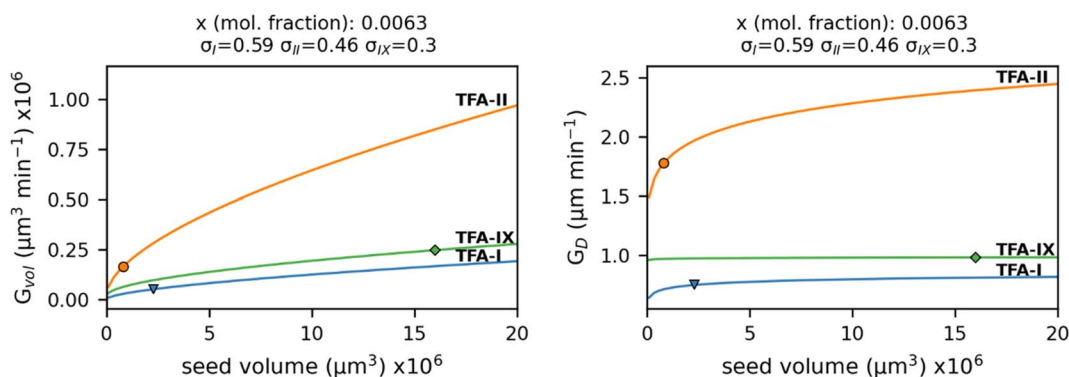 x (mol. fraction): 0.0063
σI=0.59 σII=0.46 σIX=0.3
Gvol (μm³ min⁻¹) x10⁶
1.00
0.75
0.50
0.25
0.00
TFA-II
TFA-IX
TFA-I
0 5 10 15 20
seed volume (μm³) x10⁶
x (mol. fraction): 0.0063
σI=0.59 σII=0.46 σIX=0.3
GD (μm min⁻¹)
2.5
2.0
1.5
1.0
TFA-II
TFA-IX
TFA-I
0 5 10 15 20
seed volume (μm³) x10⁶